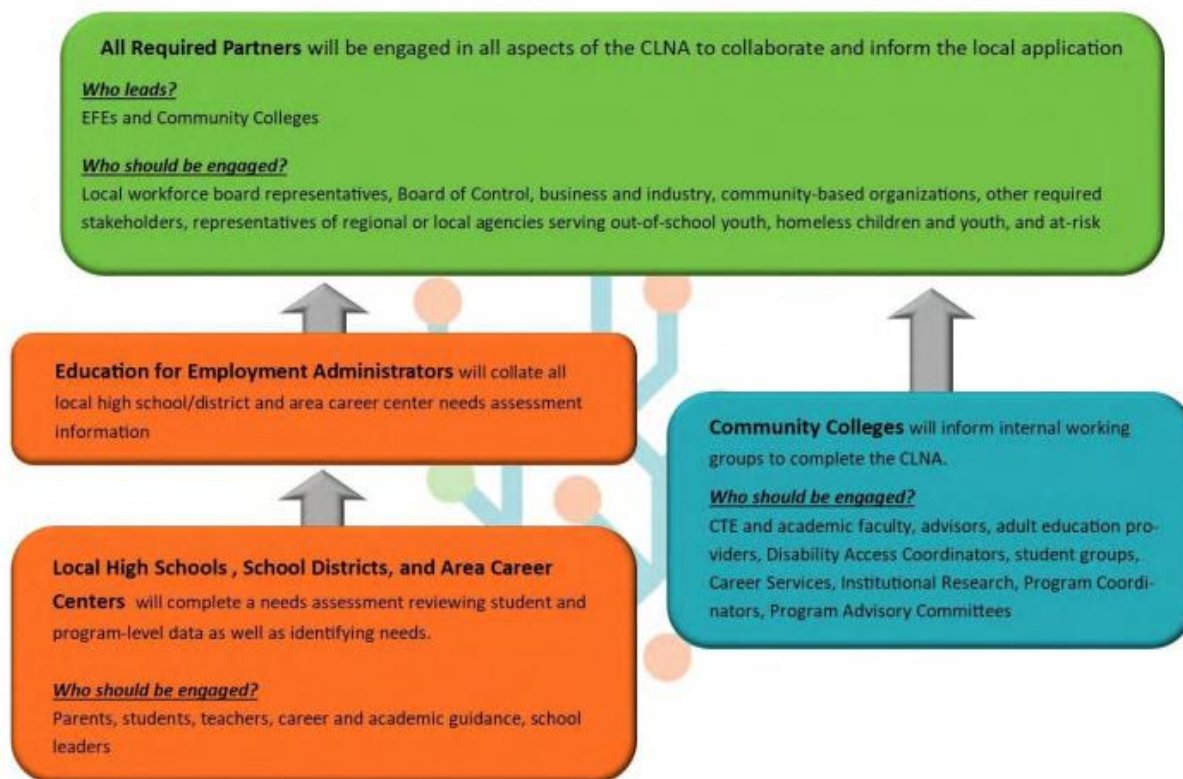 All Required Partners will be engaged in all aspects of the CLNA to collaborate and inform the local application
Who leads?
EFEs and Community Colleges
Who should be engaged?
Local workforce board representatives, Board of Control, business and industry, community-based organizations, other required
stakeholders, representatives of regional or local agencies serving out-of-school youth, homeless children and youth, and at-risk
Education for Employment Administrators will collate all
local high school/district and area career center needs assessment
information
Local High Schools , School Districts, and Area Career
Centers will complete a needs assessment reviewing student and
program-level data as well as identifying needs.
Who should be engaged?
Parents, students, teachers, career and academic guidance, school
leaders
Community Colleges will inform internal working
groups to complete the CLNA.
Who should be engaged?
CTE and academic faculty, advisors, adult education pro-
viders, Disability Access Coordinators, student groups,
Career Services, Institutional Research, Program Coordi-
nators, Program Advisory Committees